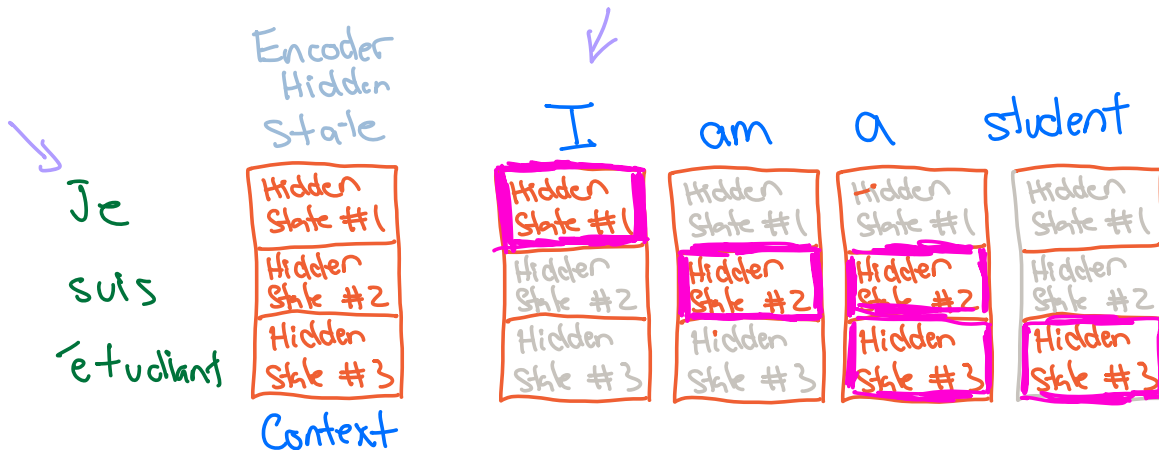 Encoder
Hidden
State
I am a student
Je
Hidden
State #1
Hidden
State #1
Hidden
State #1
Hidden
State #1
Hidden
State #1
suis
Hidden
State #2
Hidden
State #2
Hidden
State #2
Hidden
State #2
Hidden
State #2
étudiant
Hidden
State #3
Hidden
State #3
Hidden
State #3
Hidden
State #3
Hidden
State #3
Context